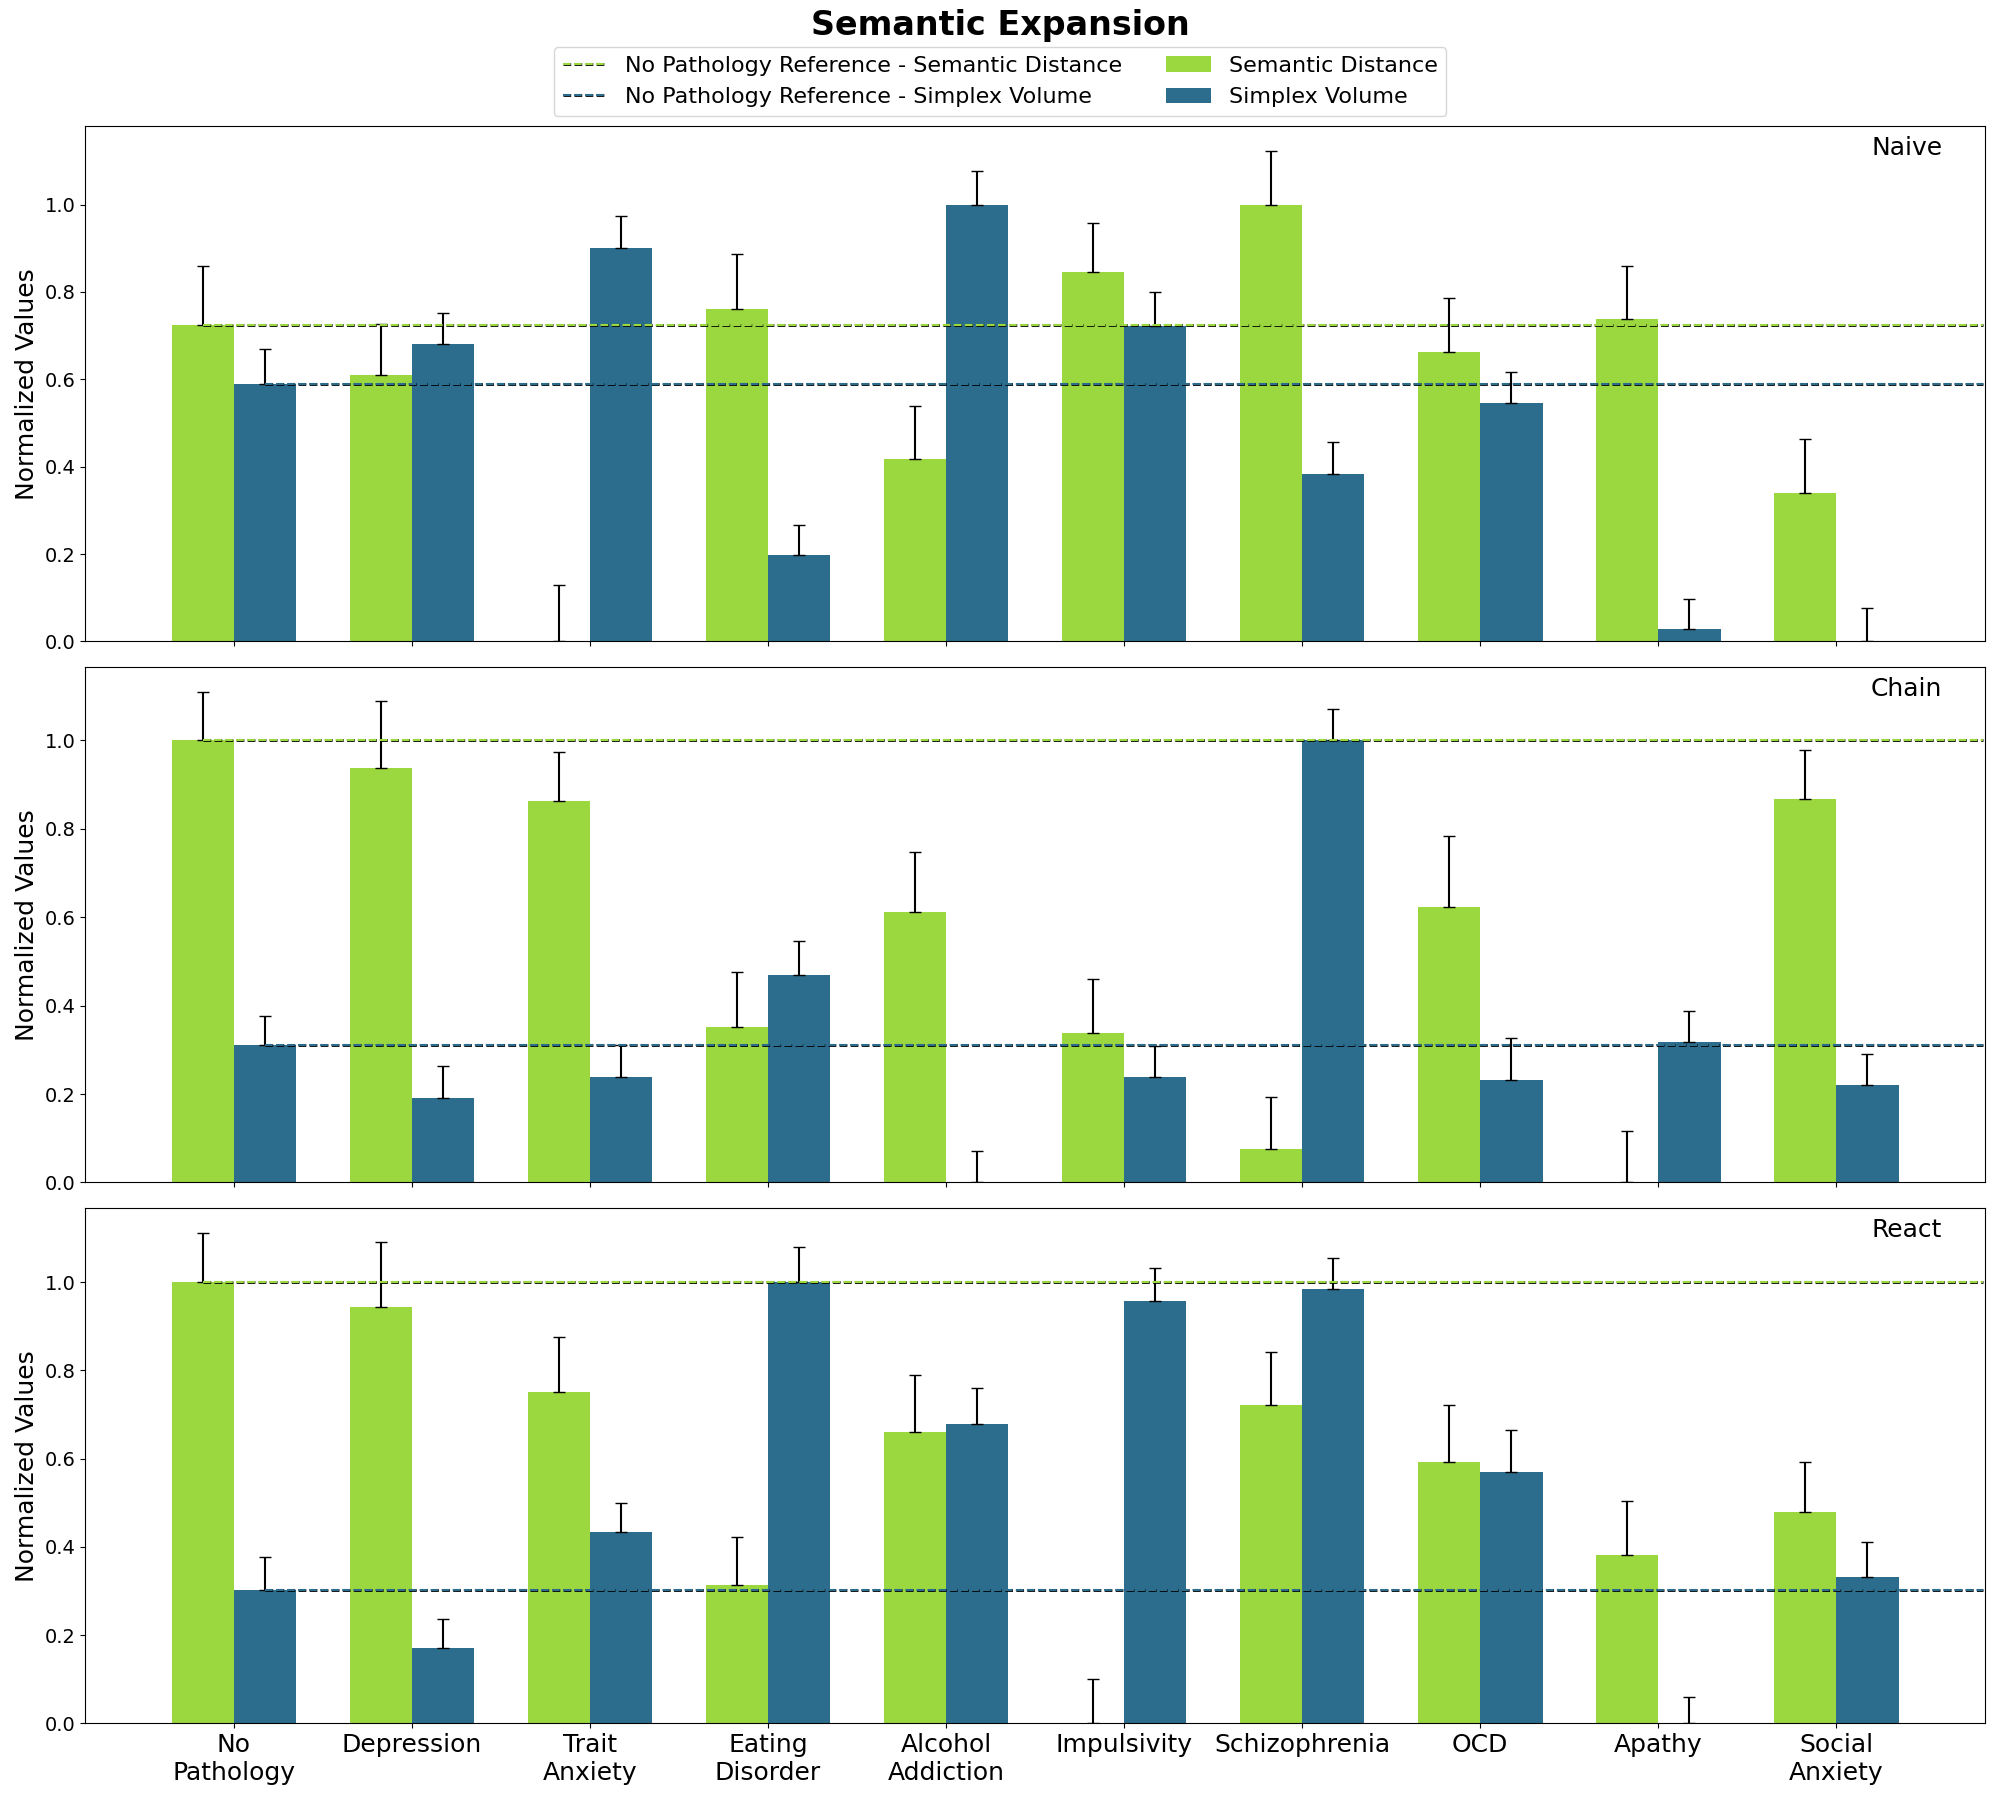 Semantic Expansion
No Pathology Reference - Semantic Distance
No Pathology Reference - Simplex Volume
Semantic Distance
Simplex Volume
Naive
Normalized Values
1.0
0.8
0.6
0.4
0.2
0.0
Chain
Normalized Values
1.0
0.8
0.6
0.4
0.2
0.0
React
Normalized Values
1.0
0.8
0.6
0.4
0.2
0.0
No
Pathology
Depression
Trait
Anxiety
Eating
Disorder
Alcohol
Addiction
Impulsivity
Schizophrenia
OCD
Apathy
Social
Anxiety